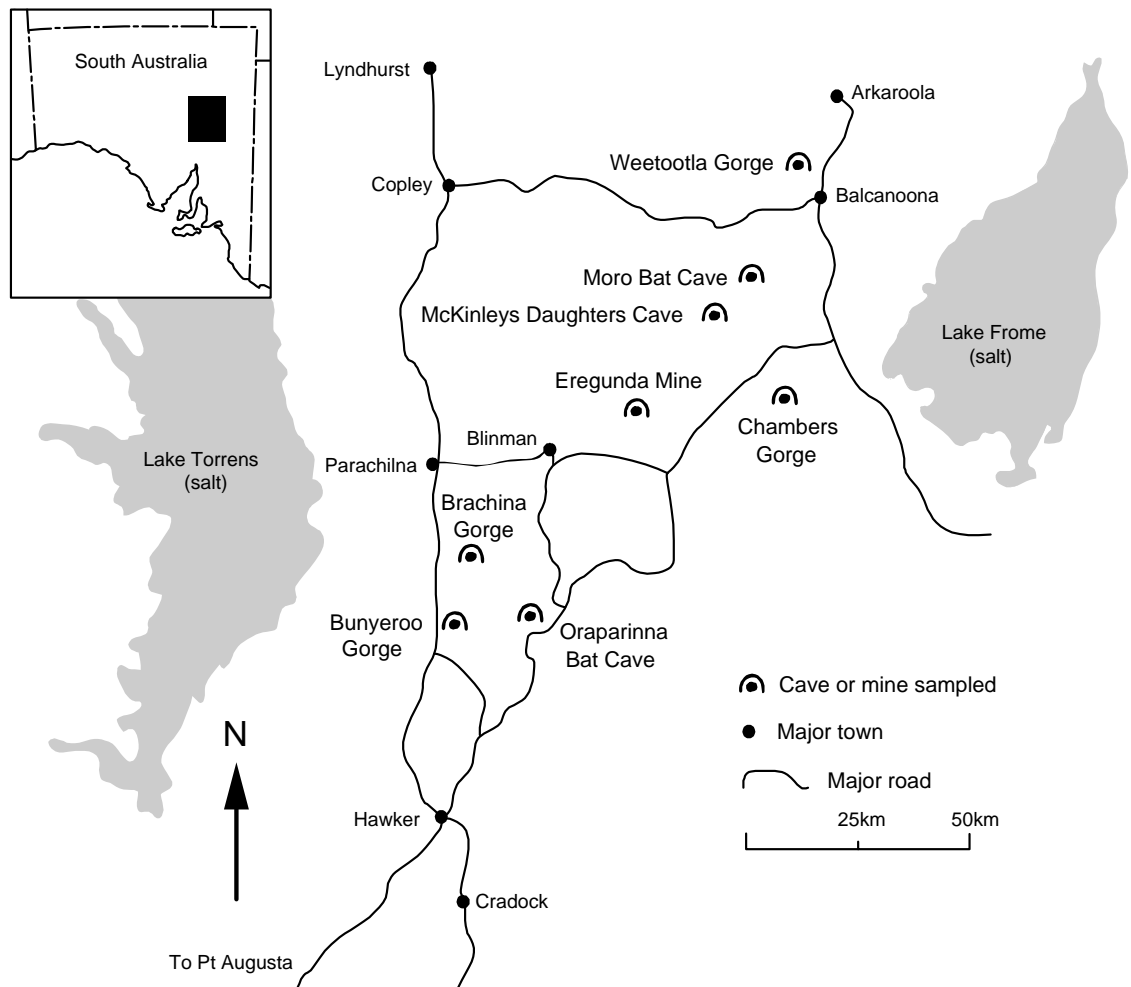 South Australia
Lyndhurst
Arkaroola
Weetootla Gorge
Copley
Balcanoona
Moro Bat Cave
McKinleys Daughters Cave
Lake Frome
(salt)
Eregunda Mine
Chambers
Gorge
Blinman
Lake Torrens
(salt)
Parachilna
Brachina
Gorge
Bunyeroo
Gorge
Oraparinna
Bat Cave
Cave or mine sampled
N
Major town
Major road
Hawker
25km
50km
Cradock
To Pt Augusta